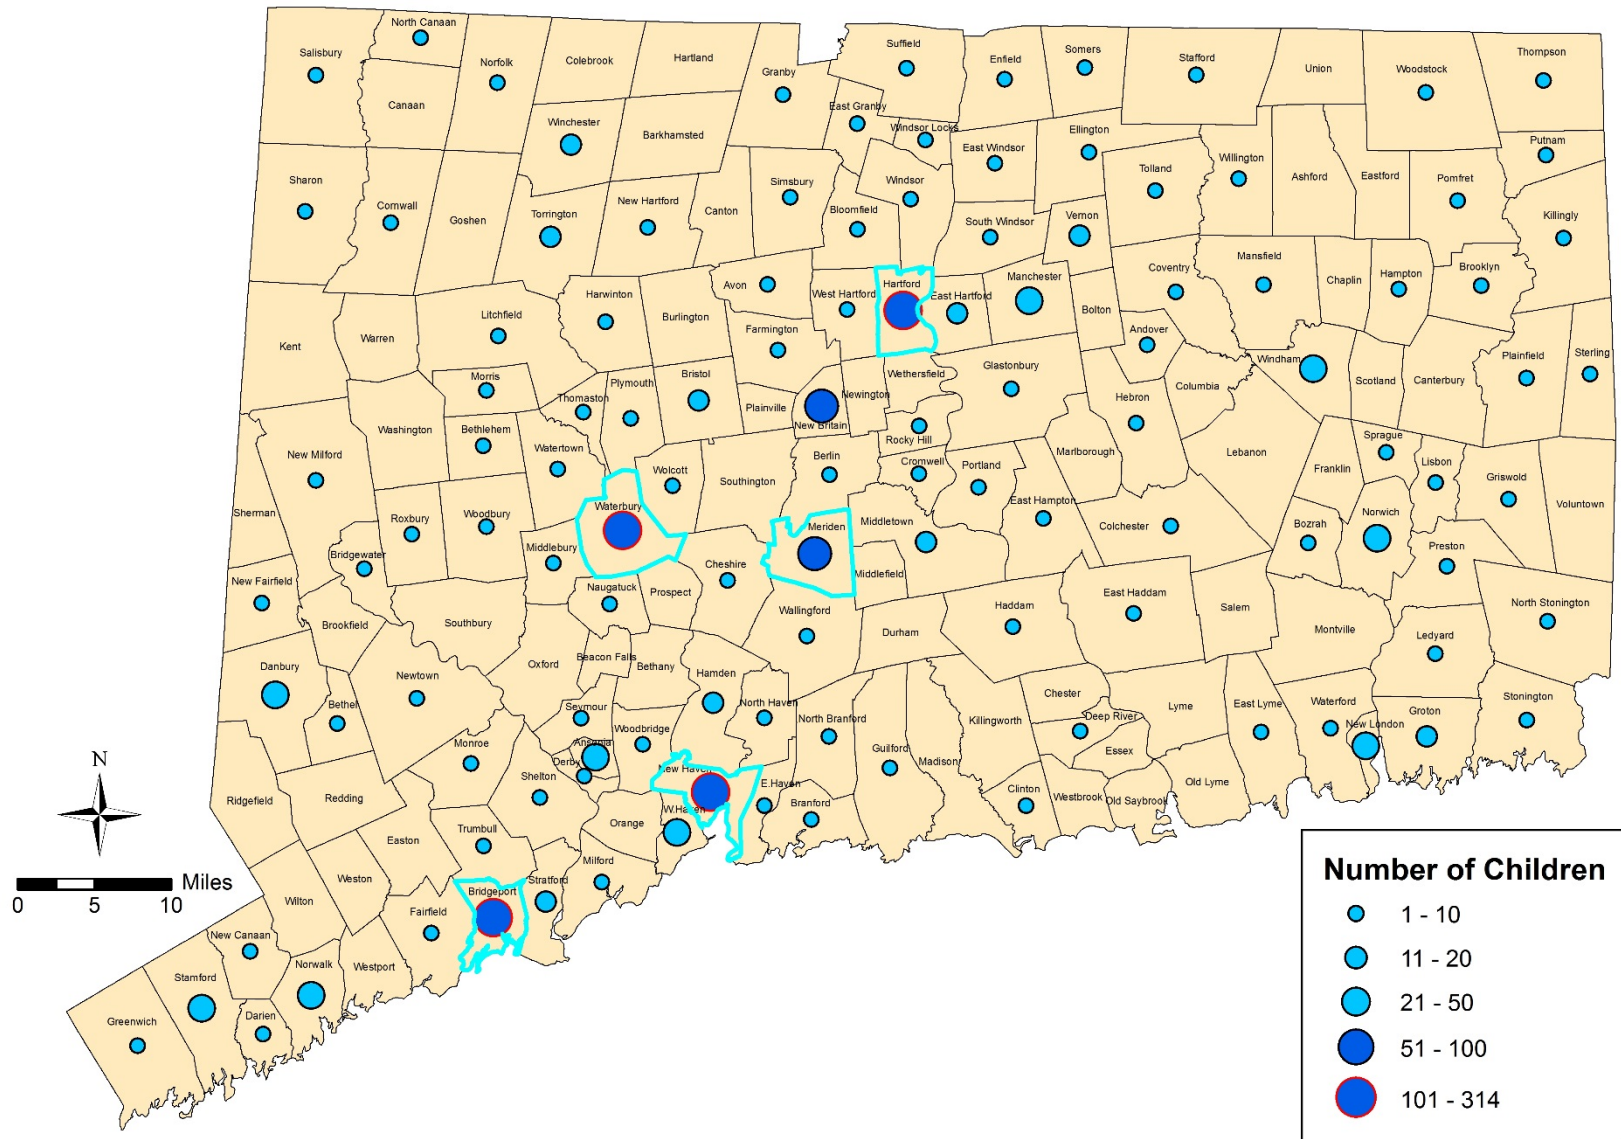 North Canaan
Salisbury
Norfolk
Colebrook
Hartland
Suffield
Enfield
Somers
Stafford
Union
Woodstock
Thompson
Canaan
Granby
East Granby
Winchester
Barkhamsted
Windsor Locks
East Windsor
Ellington
Putnam
Sharon
Cornwall
Goshen
Torrington
New Hartford
Canton
Simsbury
Windsor
Bloomfield
South Windsor
Vernon
Tolland
Willington
Ashford
Eastford
Pomfret
Killingly
Avon
West Hartford
Hartford
East Hartford
Manchester
Bolton
Coventry
Mansfield
Chaplin
Hampton
Brooklyn
Kent
Warren
Litchfield
Harwinton
Burlington
Farmington
Wethersfield
Glastonbury
Andover
Columbia
Windham
Scotland
Canterbury
Plainfield
Sterling
Morris
Thomaston
Plymouth
Bristol
Plainville
New Britain
Newington
Rocky Hill
Hebron
Washington
Bethlehem
Watertown
Wolcott
Southington
Berlin
Cromwell
Portland
Marlborough
Lebanon
Franklin
Sprague
Lisbon
Griswold
Voluntown
New Milford
Sherman
Roxbury
Woodbury
Waterbury
Meriden
Middletown
East Hampton
Colchester
Bozrah
Norwich
Preston
Bridgewater
Middlebury
Cheshire
Middlefield
New Fairfield
Brookfield
Southbury
Naugatuck
Prospect
Wallingford
Durham
Haddam
East Haddam
Salem
Montville
Ledyard
North Stonington
Danbury
Bethel
Newtown
Oxford
Beacon Falls
Bethany
Hamden
North Haven
North Branford
Guilford
Madison
Killingworth
Chester
Deep River
Essex
Lyme
East Lyme
Waterford
New London
Groton
Stonington
Seymour
Woodbridge
Ansonia
Derby
Monroe
Shelton
New Haven
E.Haven
Branford
Clinton
Westbrook
Old Saybrook
Old Lyme
Ridgefield
Redding
Easton
Trumbull
Orange
W.Haven
Milford
Stratford
Bridgeport
Fairfield
Weston
Wilton
Westport
New Canaan
Norwalk
Stamford
Darien
Greenwich
N
Miles
0 5 10
Number of Children
1 - 10
11 - 20
21 - 50
51 - 100
101 - 314